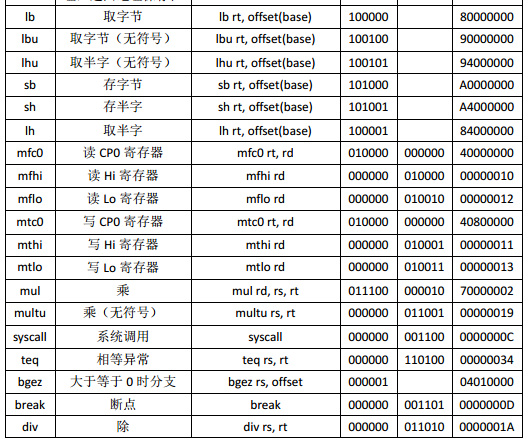 lb 取字节 lb rt, offset(base) 100000 80000000
lbu 取字节（无符号） lbu rt, offset(base) 100100 90000000
lhu 取半字（无符号） lhu rt, offset(base) 100101 94000000
sb 存字节 sb rt, offset(base) 101000 A0000000
sh 存半字 sh rt, offset(base) 101001 A4000000
lh 取半字 lh rt, offset(base) 100001 84000000
mfc0 读 CP0 寄存器 mfc0 rt, rd 010000 000000 40000000
mfhi 读 Hi 寄存器 mfhi rd 000000 010000 00000010
mflo 读 Lo 寄存器 mflo rd 000000 010010 00000012
mtc0 写 CP0 寄存器 mtc0 rt, rd 010000 000000 40800000
mthi 写 Hi 寄存器 mthi rd 000000 010001 00000011
mtlo 写 Lo 寄存器 mtlo rd 000000 010011 00000013
mul 乘 mul rd, rs, rt 011100 000010 70000002
multu 乘（无符号） multu rs, rt 000000 011001 00000019
syscall 系统调用 syscall 000000 001100 0000000C
teq 相等异常 teq rs, rt 000000 110100 00000034
bgez 大于等于 0 时分支 bgez rs, offset 000001 04010000
break 断点 break 000000 001101 0000000D
div 除 div rs, rt 000000 011010 0000001A